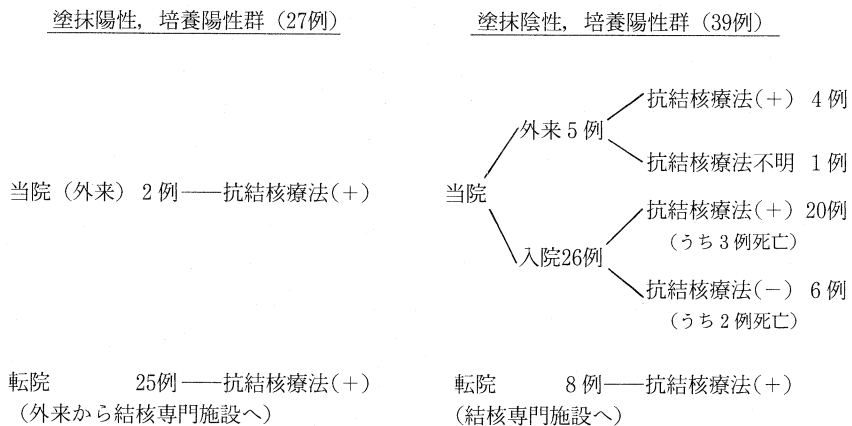 塗抹陽性，培養陽性群（27例）
当院（外来）2例――抗結核療法(＋)
転院　25例――抗結核療法(＋)
（外来から結核専門施設へ）
塗抹陰性，培養陽性群（39例）
当院
外来5例
抗結核療法(＋) 4例
抗結核療法不明 1例
入院26例
抗結核療法(＋) 20例
（うち3例死亡）
抗結核療法(－) 6例
（うち2例死亡）
転院　8例――抗結核療法(＋)
（結核専門施設へ）